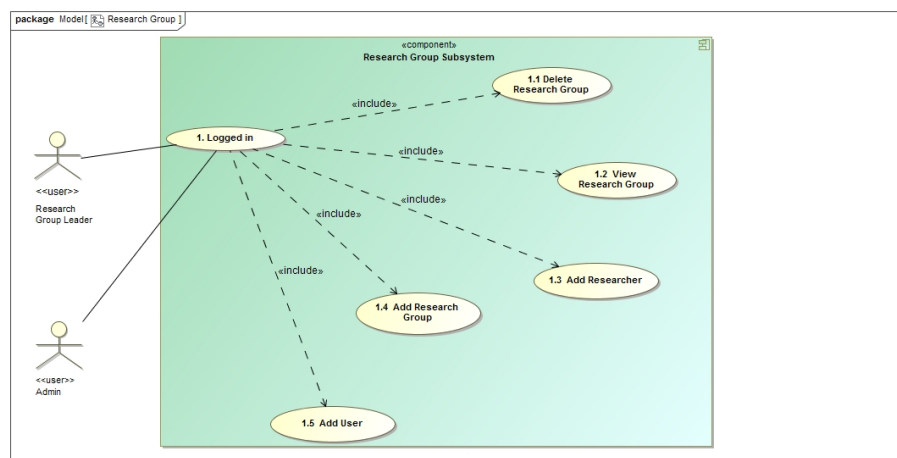 package Model[ Research Group ]
«component»
Research Group Subsystem
1.1 Delete
Research Group
«include»
1. Logged in
«include»
1.2 View
Research Group
<<user>>
Research
Group Leader
«include»
«include»
«include»
1.3 Add Researcher
1.4 Add Research
Group
<<user>>
Admin
1.5 Add User